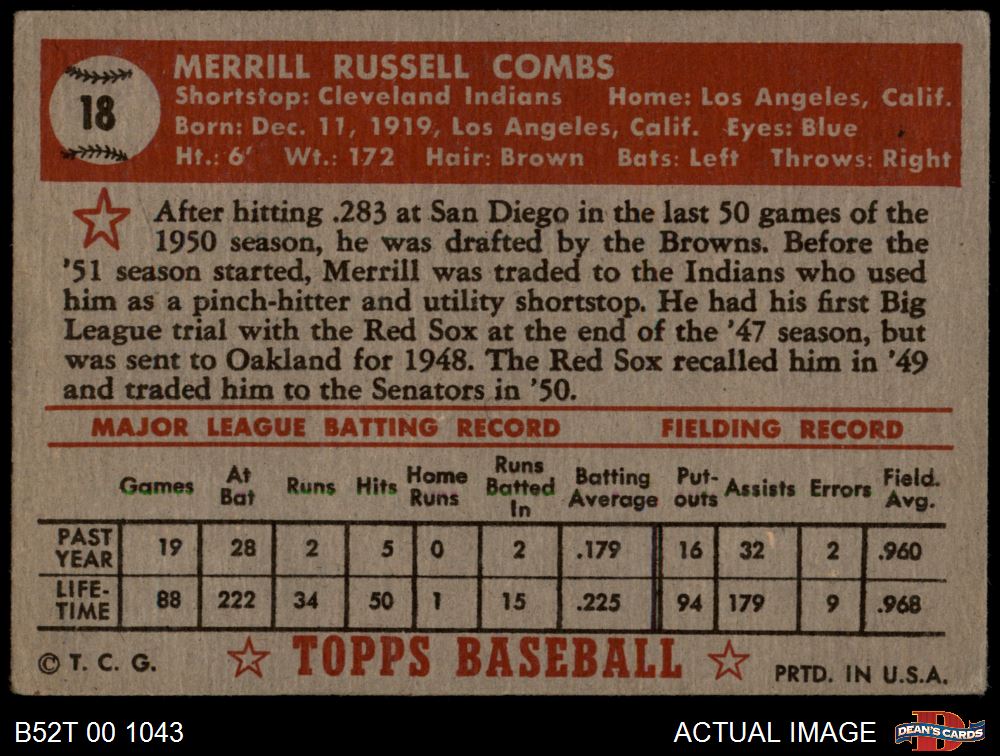 18
MERRILL RUSSELL COMBS
Shortstop: Cleveland Indians Home: Los Angeles, Calif.
Born: Dec. 11, 1919, Los Angeles, Calif. Eyes: Blue
Ht.: 6' Wt.: 172 Hair: Brown Bats: Left Throws: Right
After hitting .283 at San Diego in the last 50 games of the
1950 season, he was drafted by the Browns. Before the
'51 season started, Merrill was traded to the Indians who used
him as a pinch-hitter and utility shortstop. He had his first Big
League trial with the Red Sox at the end of the '47 season, but
was sent to Oakland for 1948. The Red Sox recalled him in '49
and traded him to the Senators in '50.
MAJOR LEAGUE BATTING RECORD FIELDING RECORD
Games At Bat Runs Hits Home Runs Runs Batted In Batting Average Put-outs Assists Errors Field. Avg.
PAST YEAR 19 28 2 5 0 2 .179 16 32 2 .960
LIFE-TIME 88 222 34 50 1 15 .225 94 179 9 .968
© T. C. G. TOPPS BASEBALL PRTD. IN U.S.A.
B52T 00 1043 ACTUAL IMAGE DEAN'S CARDS